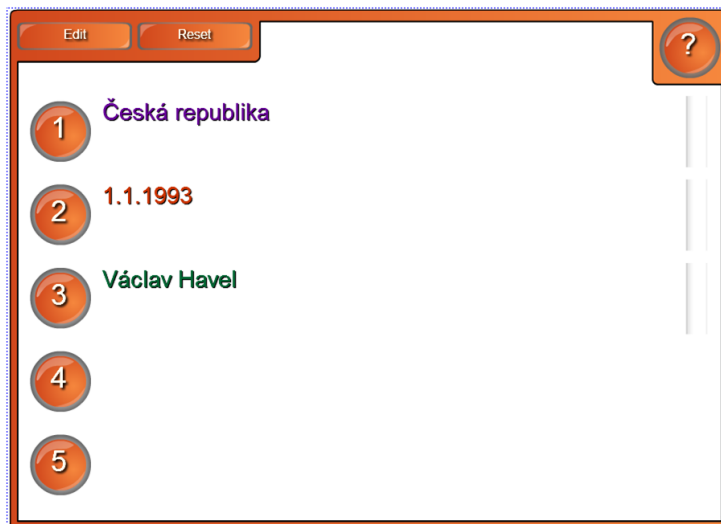 Edit
Reset
?
1
Česká republika
2
1.1.1993
3
Václav Havel
4
5